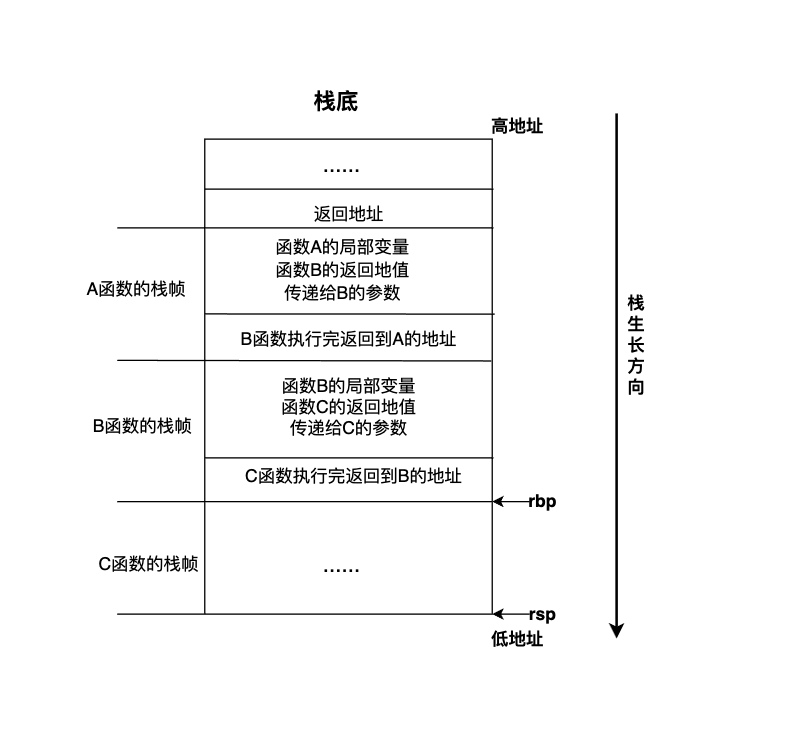 栈底
高地址
……
返回地址
函数A的局部变量
函数B的返回地值
传递给B的参数
A函数的栈帧
B函数执行完返回到A的地址
函数B的局部变量
函数C的返回地值
传递给C的参数
B函数的栈帧
C函数执行完返回到B的地址
rbp
C函数的栈帧
……
rsp
低地址
栈生长方向